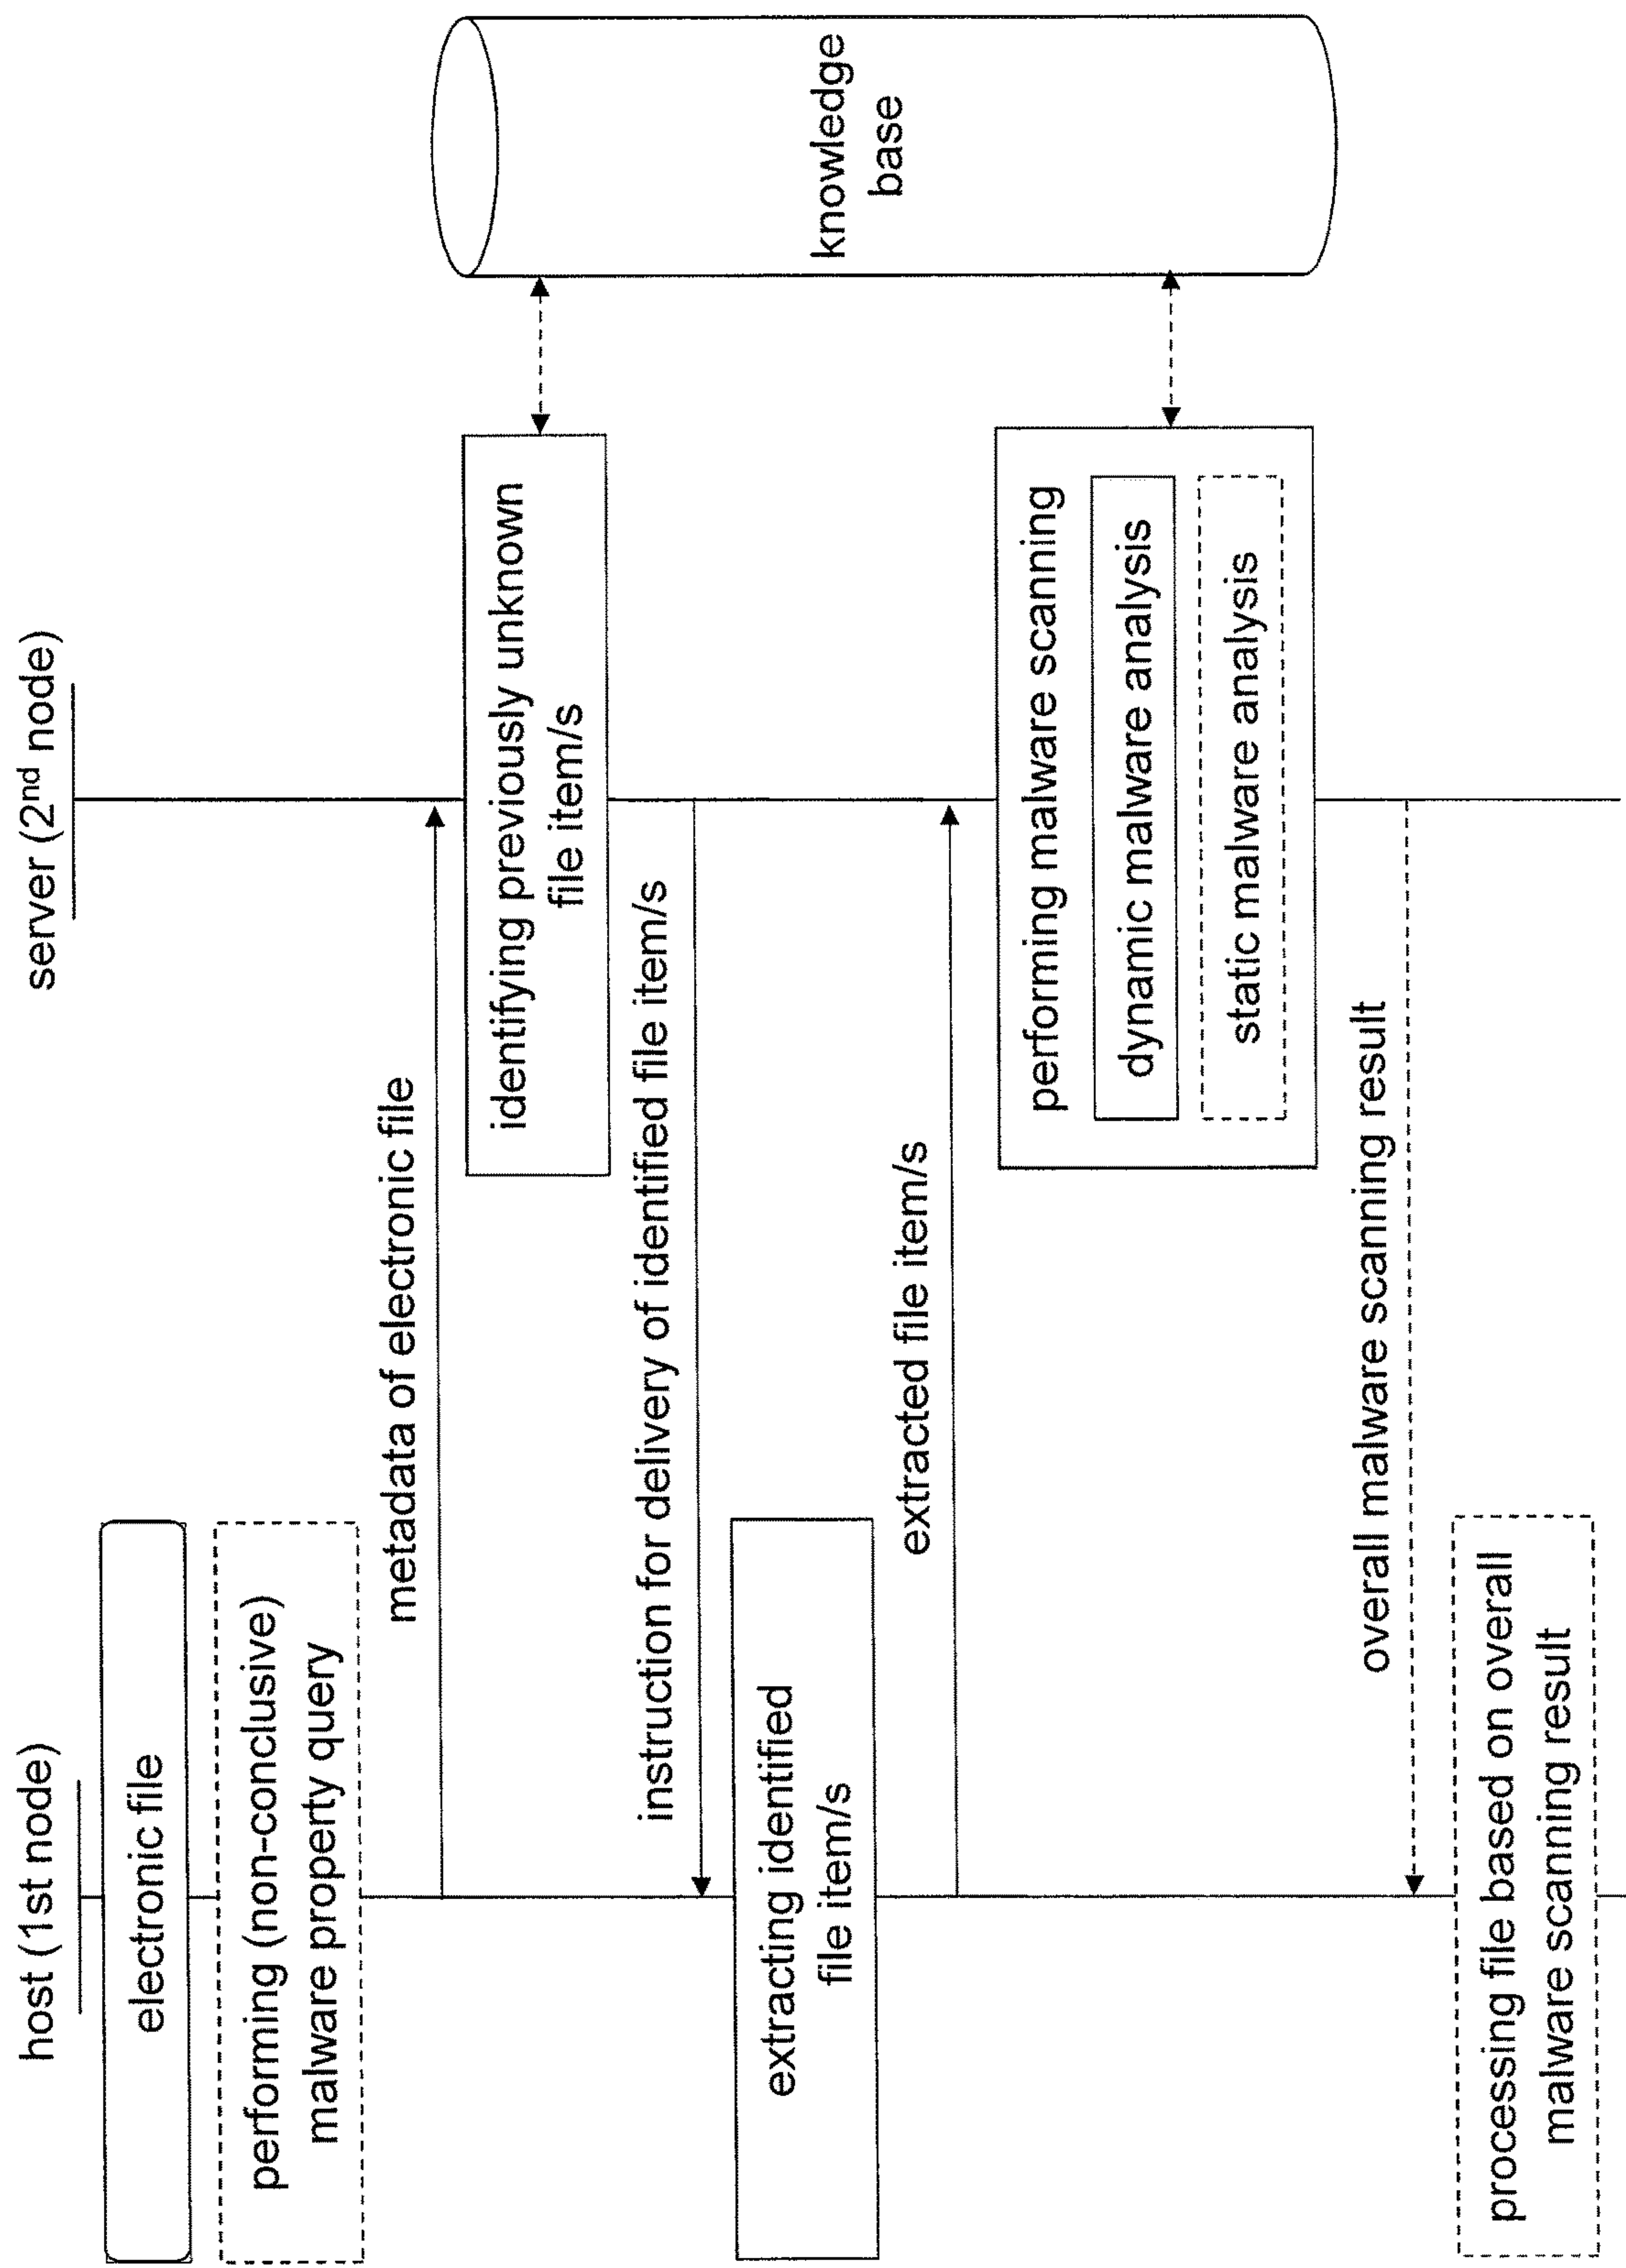 host (1st node)
server (2nd node)
electronic file
performing (non-conclusive)
malware property query
metadata of electronic file
identifying previously unknown
file item/s
knowledge
base
instruction for delivery of identified file item/s
extracting identified
file item/s
extracted file item/s
performing malware scanning
dynamic malware analysis
static malware analysis
overall malware scanning result
processing file based on overall
malware scanning result